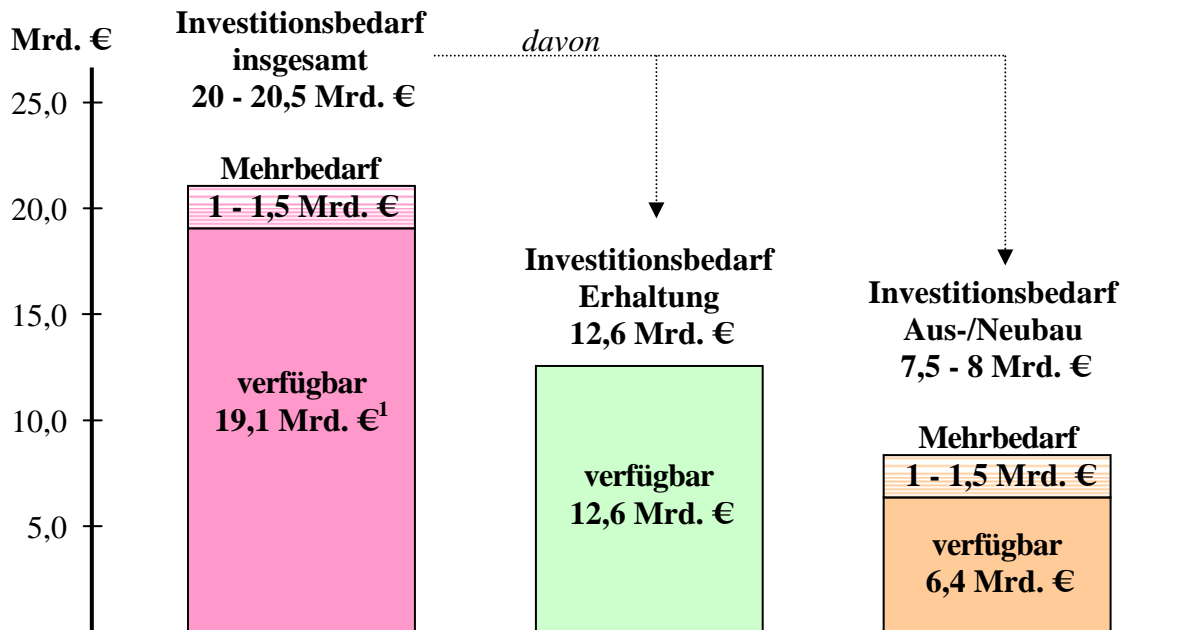 Mrd. €
Investitionsbedarf
insgesamt
20 - 20,5 Mrd. €
davon
25,0
20,0
15,0
10,0
5,0
Mehrbedarf
1 - 1,5 Mrd. €
verfügbar
19,1 Mrd. €¹
Investitionsbedarf
Erhaltung
12,6 Mrd. €
verfügbar
12,6 Mrd. €
Investitionsbedarf
Aus-/Neubau
7,5 - 8 Mrd. €
Mehrbedarf
1 - 1,5 Mrd. €
verfügbar
6,4 Mrd. €